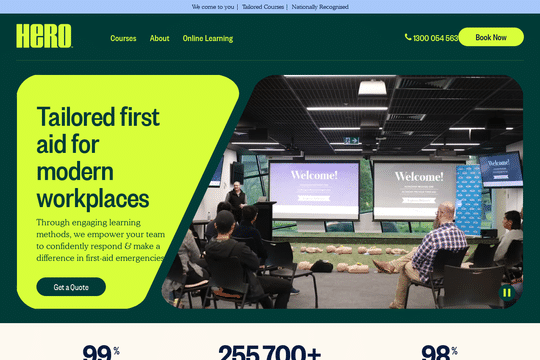 We come to you | Tailored Courses | Nationally Recognised
HERO
Courses About Online Learning 1300 054 563 Book Now
Tailored first
aid for
modern
workplaces
Through engaging learning
methods, we empower your team
to confidently respond & make a
difference in first-aid emergencies
Get a Quote
Welcome!
Welcome!
Welcome!
99% 255,700+ 98%